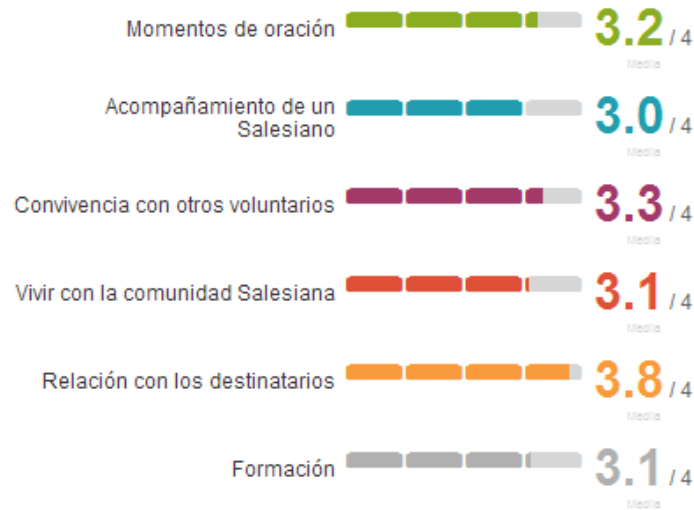 Momentos de oración 3.2 / 4
Media
Acompañamiento de un
Salesiano 3.0 / 4
Media
Convivencia con otros voluntarios 3.3 / 4
Media
Vivir con la comunidad Salesiana 3.1 / 4
Media
Relación con los destinatarios 3.8 / 4
Media
Formación 3.1 / 4
Media